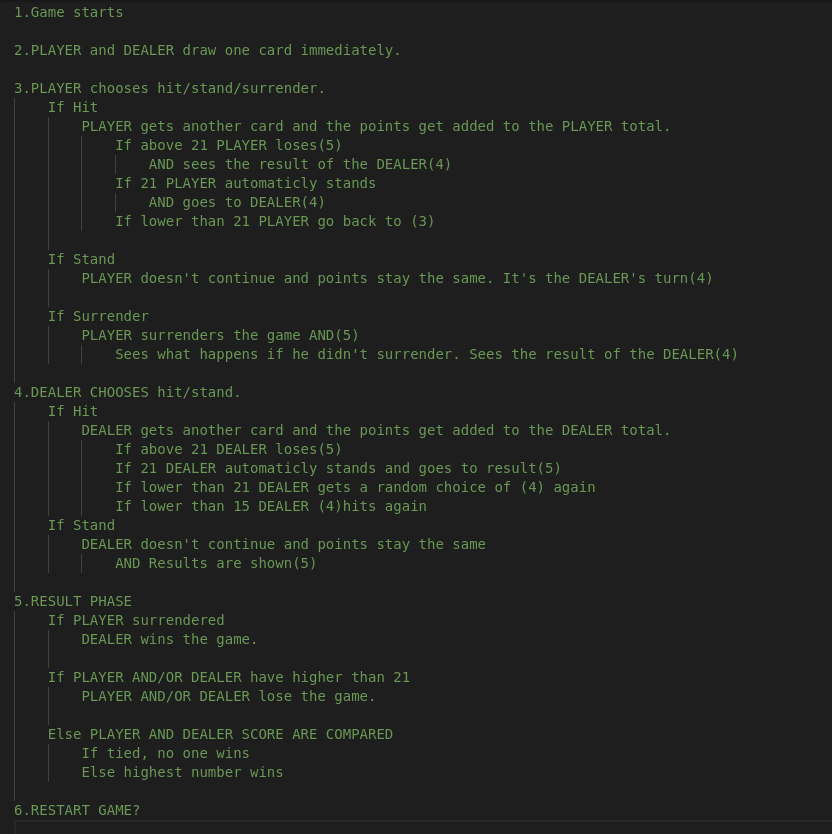 1.Game starts
2.PLAYER and DEALER draw one card immediately.
3.PLAYER chooses hit/stand/surrender.
If Hit
PLAYER gets another card and the points get added to the PLAYER total.
If above 21 PLAYER loses(5)
AND sees the result of the DEALER(4)
If 21 PLAYER automaticly stands
AND goes to DEALER(4)
If lower than 21 PLAYER go back to (3)
If Stand
PLAYER doesn't continue and points stay the same. It's the DEALER's turn(4)
If Surrender
PLAYER surrenders the game AND(5)
Sees what happens if he didn't surrender. Sees the result of the DEALER(4)
4.DEALER CHOOSES hit/stand.
If Hit
DEALER gets another card and the points get added to the DEALER total.
If above 21 DEALER loses(5)
If 21 DEALER automaticly stands and goes to result(5)
If lower than 21 DEALER gets a random choice of (4) again
If lower than 15 DEALER (4)hits again
If Stand
DEALER doesn't continue and points stay the same
AND Results are shown(5)
5.RESULT PHASE
If PLAYER surrendered
DEALER wins the game.
If PLAYER AND/OR DEALER have higher than 21
PLAYER AND/OR DEALER lose the game.
Else PLAYER AND DEALER SCORE ARE COMPARED
If tied, no one wins
Else highest number wins
6.RESTART GAME?